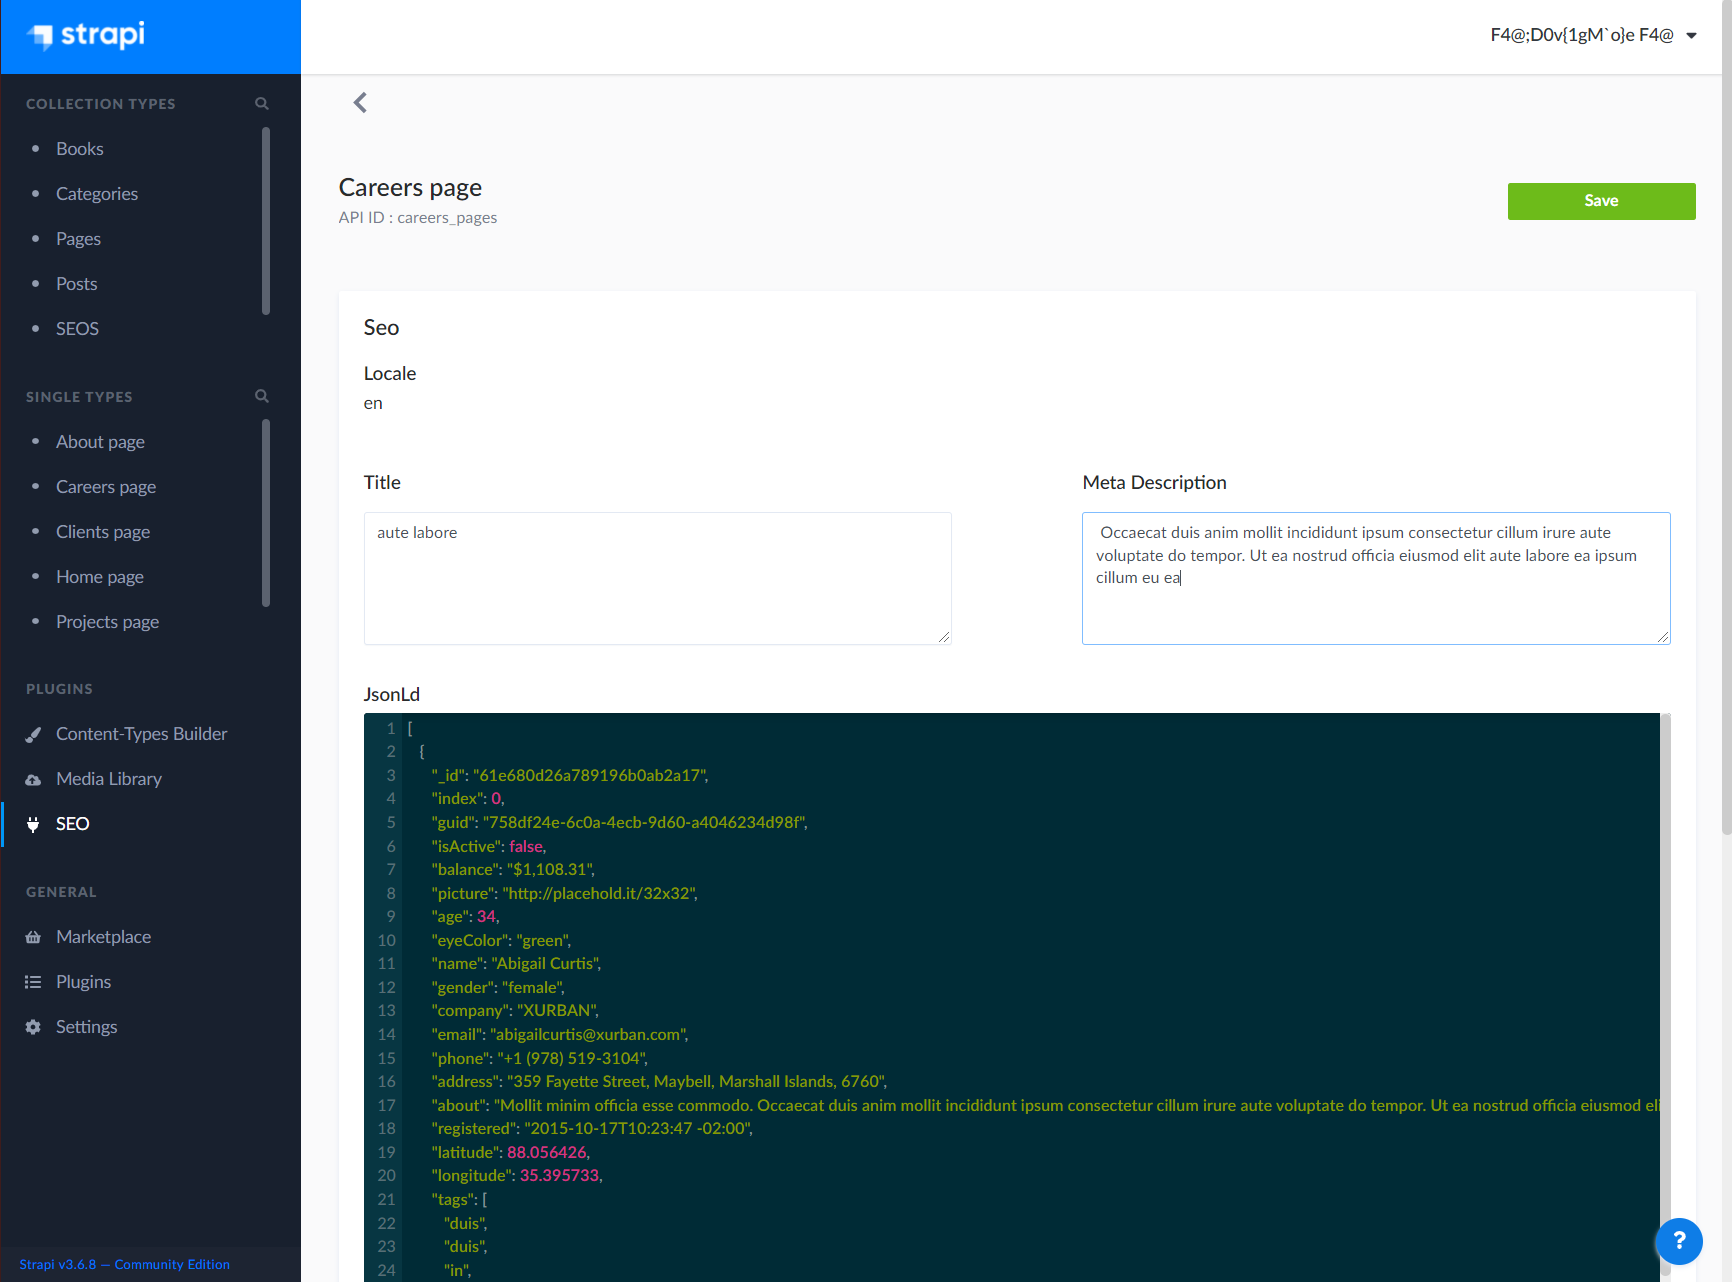 strapi
F4@;D0v{1gM`o}e F4@
COLLECTION TYPES
Books
Categories
Pages
Posts
SEOS
SINGLE TYPES
About page
Careers page
Clients page
Home page
Projects page
PLUGINS
Content-Types Builder
Media Library
SEO
GENERAL
Marketplace
Plugins
Settings
Strapi v3.6.8 — Community Edition
Careers page
API ID : careers_pages
Save
Seo
Locale
en
Title
aute labore
Meta Description
Occaecat duis anim mollit incididunt ipsum consectetur cillum irure aute
voluptate do tempor. Ut ea nostrud officia eiusmod elit aute labore ea ipsum
cillum eu ea
JsonLd
1 [
2 {
3 "_id": "61e680d26a789196b0ab2a17",
4 "index": 0,
5 "guid": "758df24e-6c0a-4ecb-9d60-a4046234d98f",
6 "isActive": false,
7 "balance": "$1,108.31",
8 "picture": "http://placehold.it/32x32",
9 "age": 34,
10 "eyeColor": "green",
11 "name": "Abigail Curtis",
12 "gender": "female",
13 "company": "XURBAN",
14 "email": "abigailcurtis@xurban.com",
15 "phone": "+1 (978) 519-3104",
16 "address": "359 Fayette Street, Maybell, Marshall Islands, 6760",
17 "about": "Mollit minim officia esse commodo. Occaecat duis anim mollit incididunt ipsum consectetur cillum irure aute voluptate do tempor. Ut ea nostrud officia eiusmod eli
18 "registered": "2015-10-17T10:23:47 -02:00",
19 "latitude": 88.056426,
20 "longitude": 35.395733,
21 "tags": [
22 "duis",
23 "duis",
24 "in",
?